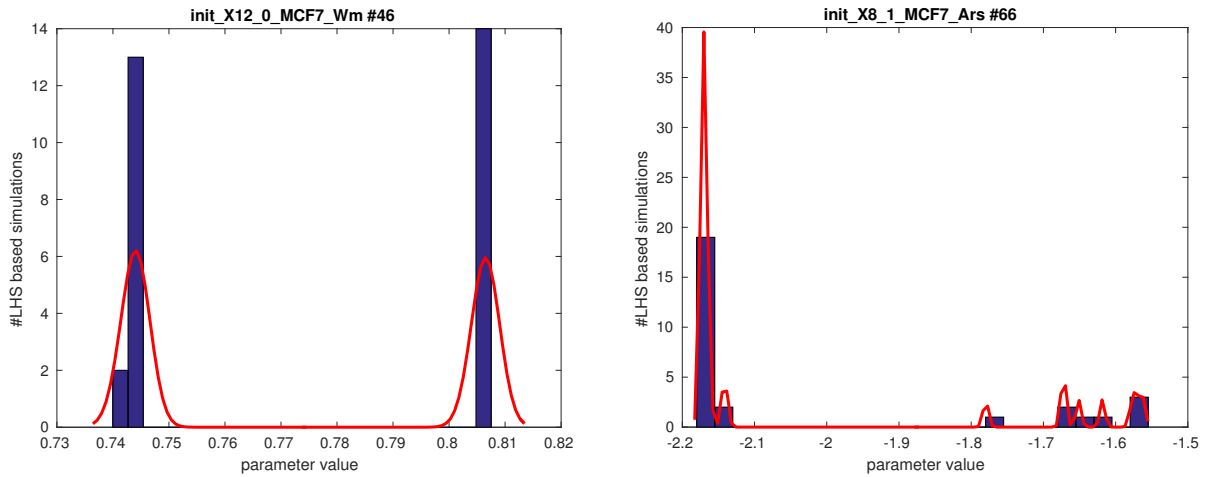 init_X12_0_MCF7_Wm #46
14
12
10
8
6
4
2
0
#LHS based simulations
0.73 0.74 0.75 0.76 0.77 0.78 0.79 0.8 0.81 0.82
parameter value
init_X8_1_MCF7_Ars #66
40
35
30
25
20
15
10
5
0
#LHS based simulations
-2.2 -2.1 -2 -1.9 -1.8 -1.7 -1.6 -1.5
parameter value